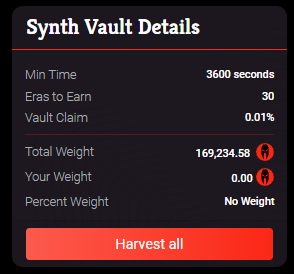 Synth Vault Details
Min Time 3600 seconds
Eras to Earn 30
Vault Claim 0.01%
Total Weight 169,234.58
Your Weight 0.00
Percent Weight No Weight
Harvest all